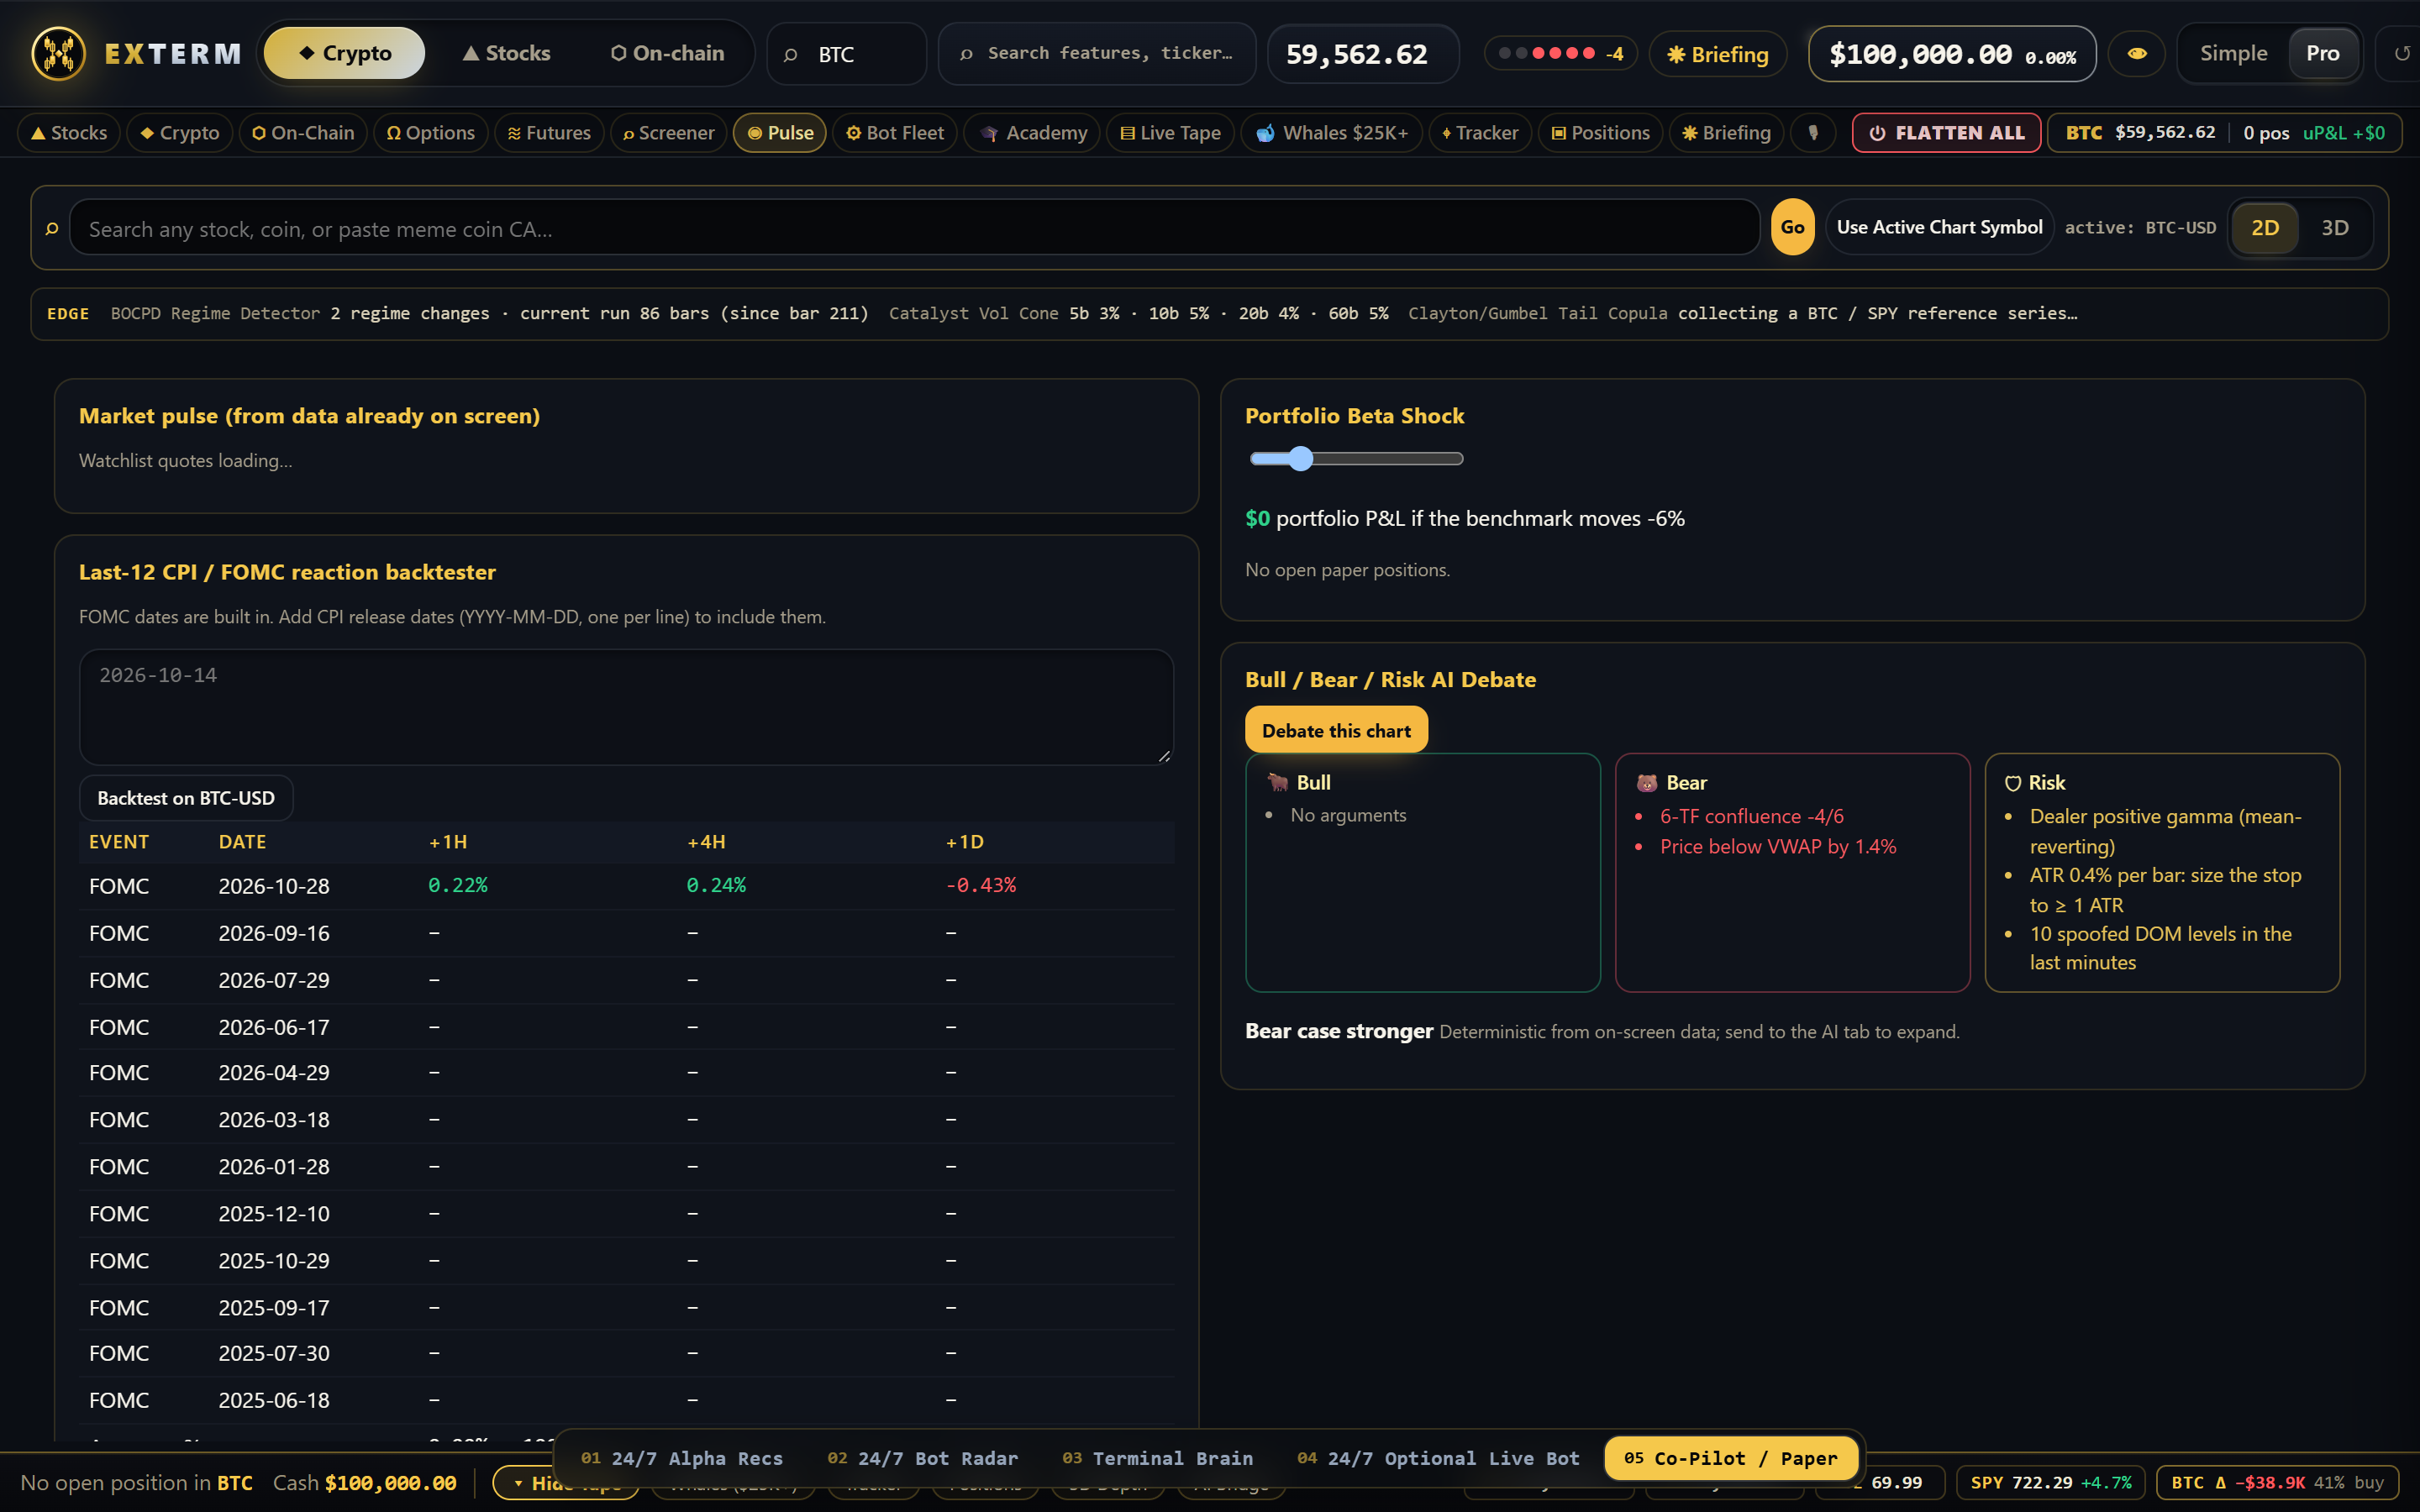 EXTERM
Crypto
Stocks
On-chain
BTC
Search features, ticker…
59,562.62
-4
Briefing
$100,000.00 0.00%
Simple
Pro
Stocks
Crypto
On-Chain
Options
Futures
Screener
Pulse
Bot Fleet
Academy
Live Tape
Whales $25K+
Tracker
Positions
Briefing
FLATTEN ALL
BTC $59,562.62 0 pos uP&L +$0
Search any stock, coin, or paste meme coin CA…
Go
Use Active Chart Symbol
active: BTC-USD
2D
3D
EDGE BOCPD Regime Detector 2 regime changes · current run 86 bars (since bar 211) Catalyst Vol Cone 5b 3% · 10b 5% · 20b 4% · 60b 5% Clayton/Gumbel Tail Copula collecting a BTC / SPY reference series…
Market pulse (from data already on screen)
Watchlist quotes loading…
Last-12 CPI / FOMC reaction backtester
FOMC dates are built in. Add CPI release dates (YYYY-MM-DD, one per line) to include them.
2026-10-14
Backtest on BTC-USD
EVENT DATE +1H +4H +1D
FOMC 2026-10-28 0.22% 0.24% -0.43%
FOMC 2026-09-16 – – –
FOMC 2026-07-29 – – –
FOMC 2026-06-17 – – –
FOMC 2026-04-29 – – –
FOMC 2026-03-18 – – –
FOMC 2026-01-28 – – –
FOMC 2025-12-10 – – –
FOMC 2025-10-29 – – –
FOMC 2025-09-17 – – –
FOMC 2025-07-30 – – –
FOMC 2025-06-18 – – –
Portfolio Beta Shock
$0 portfolio P&L if the benchmark moves -6%
No open paper positions.
Bull / Bear / Risk AI Debate
Debate this chart
Bull
No arguments
Bear
6-TF confluence -4/6
Price below VWAP by 1.4%
Risk
Dealer positive gamma (mean-
reverting)
ATR 0.4% per bar: size the stop
to ≥ 1 ATR
10 spoofed DOM levels in the
last minutes
Bear case stronger Deterministic from on-screen data; send to the AI tab to expand.
01 24/7 Alpha Recs
02 24/7 Bot Radar
03 Terminal Brain
04 24/7 Optional Live Bot
05 Co-Pilot / Paper
No open position in BTC Cash $100,000.00
69.99
SPY 722.29 +4.7%
BTC Δ −$38.9K 41% buy